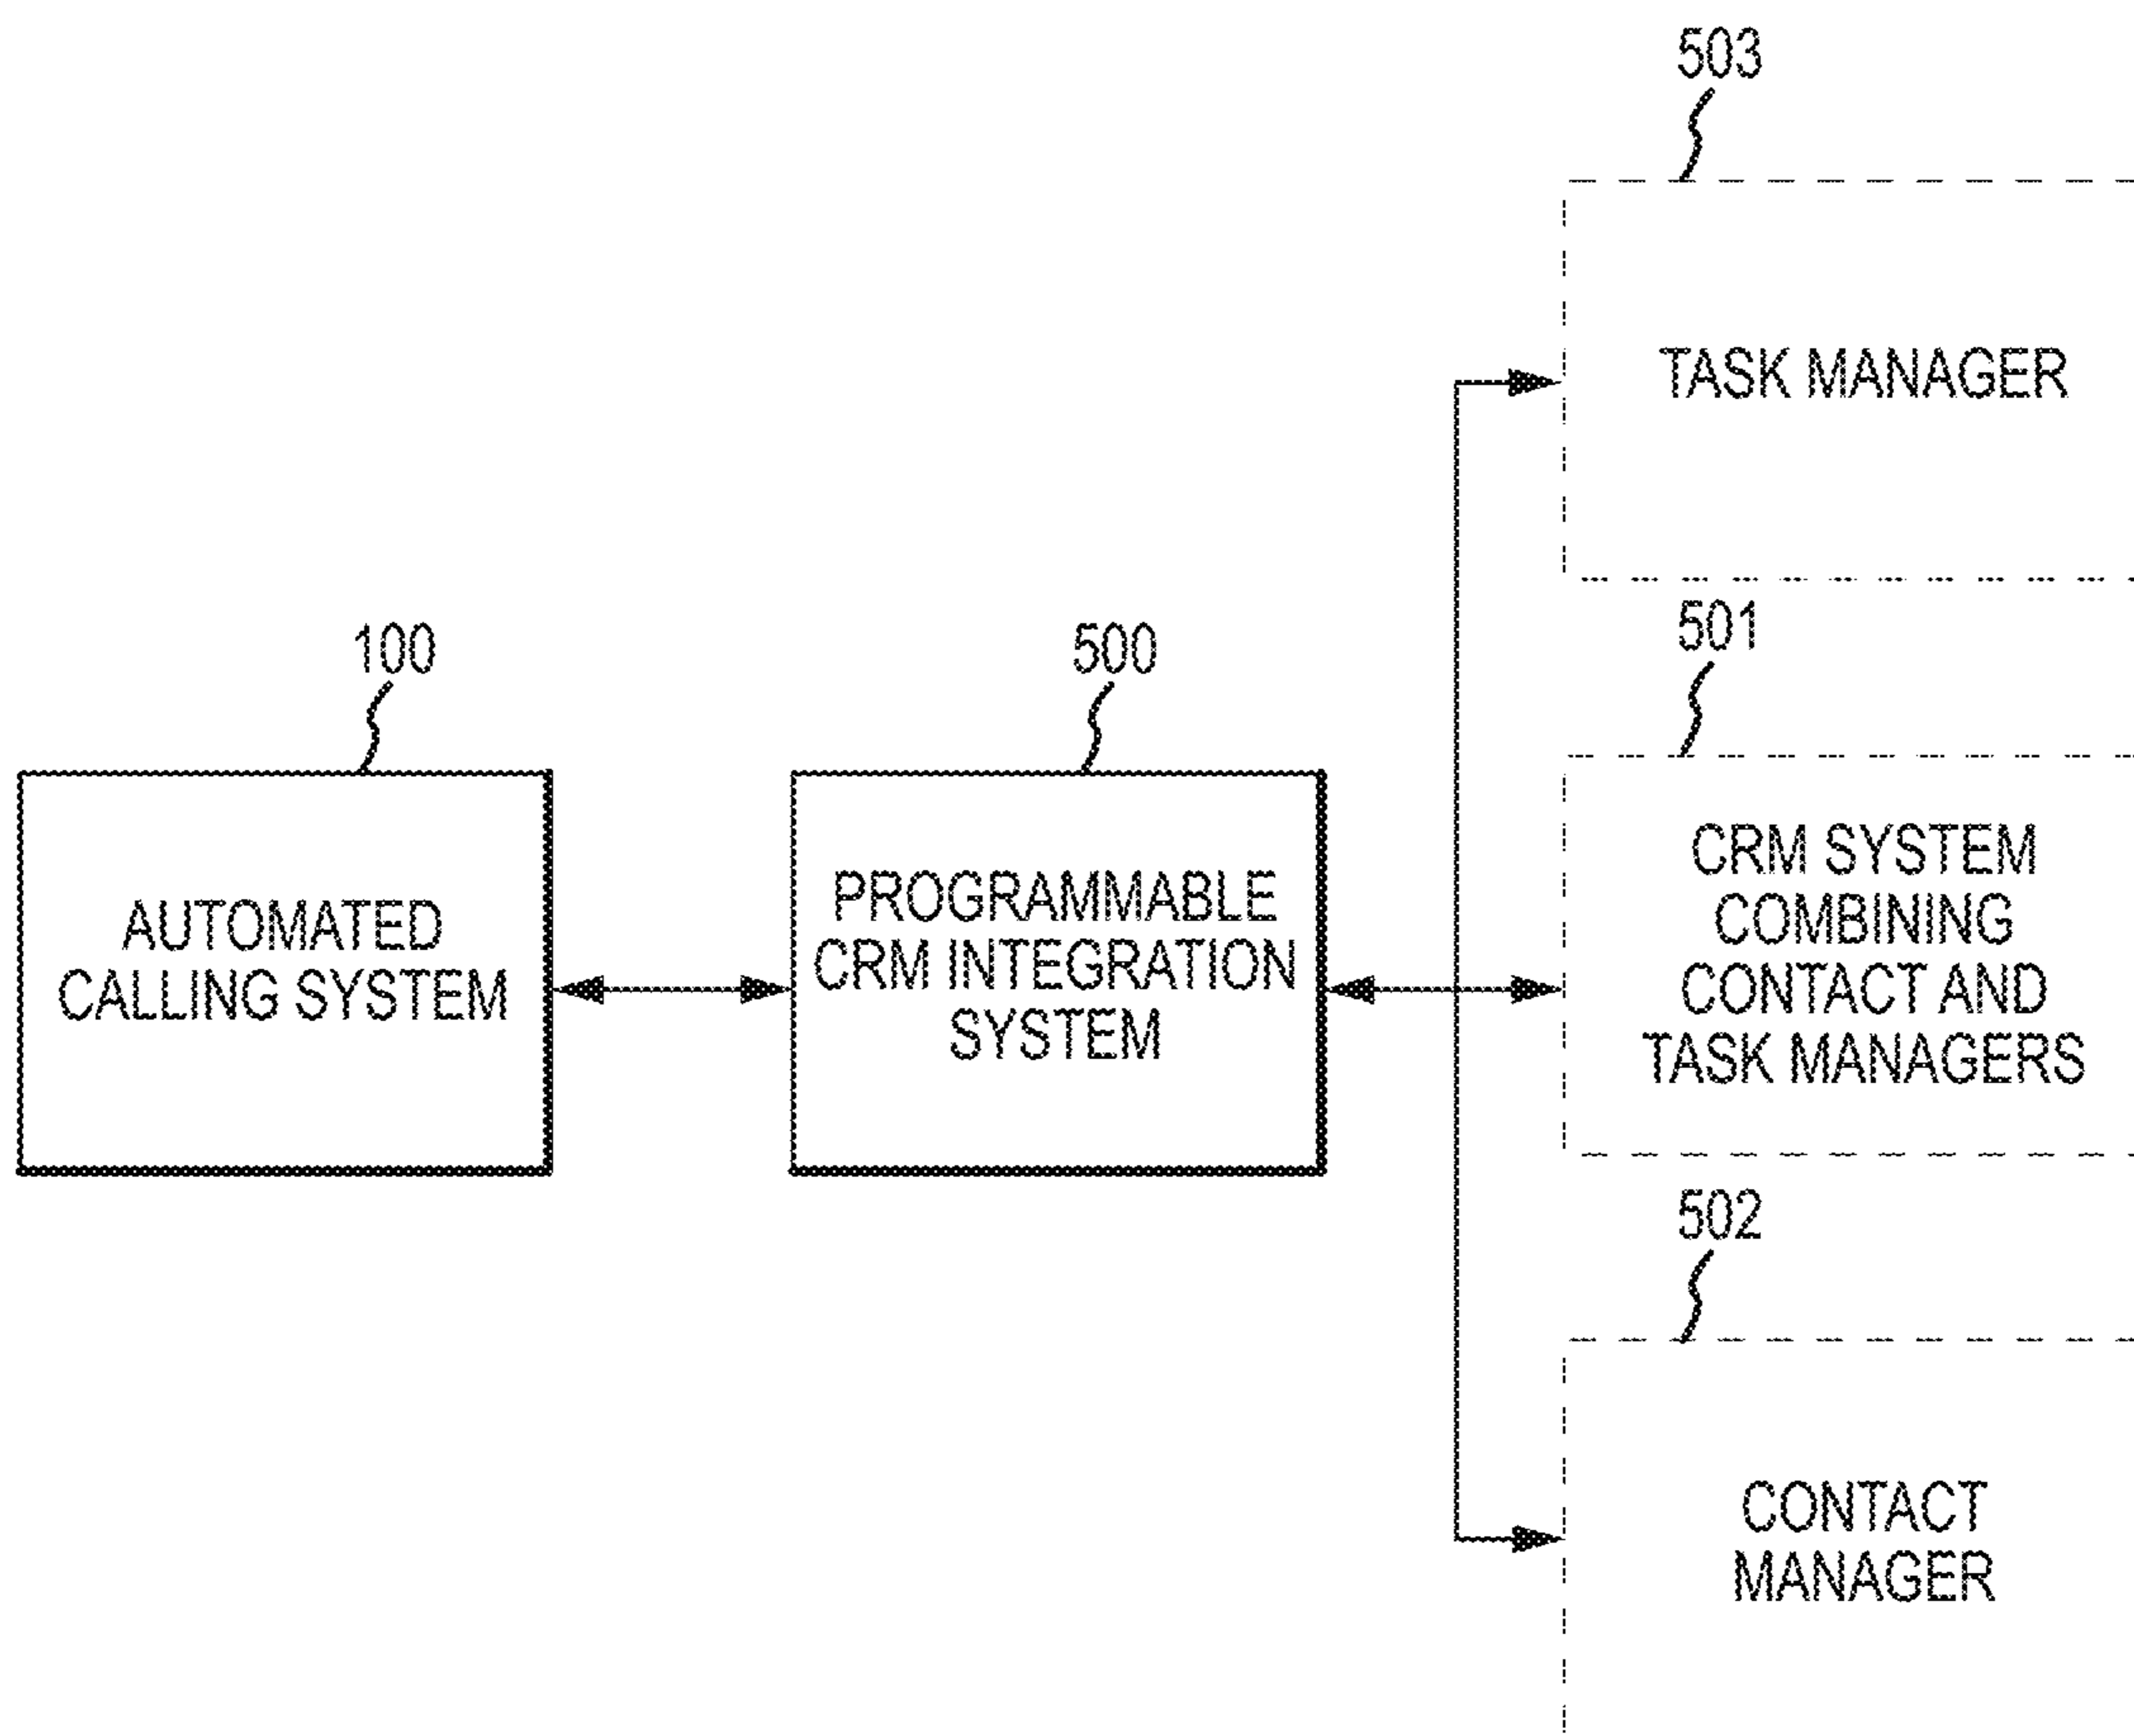 503
TASK MANAGER
100
AUTOMATED
CALLING SYSTEM
500
PROGRAMMABLE
CRM INTEGRATION
SYSTEM
501
CRM SYSTEM
COMBINING
CONTACT AND
TASK MANAGERS
502
CONTACT
MANAGER